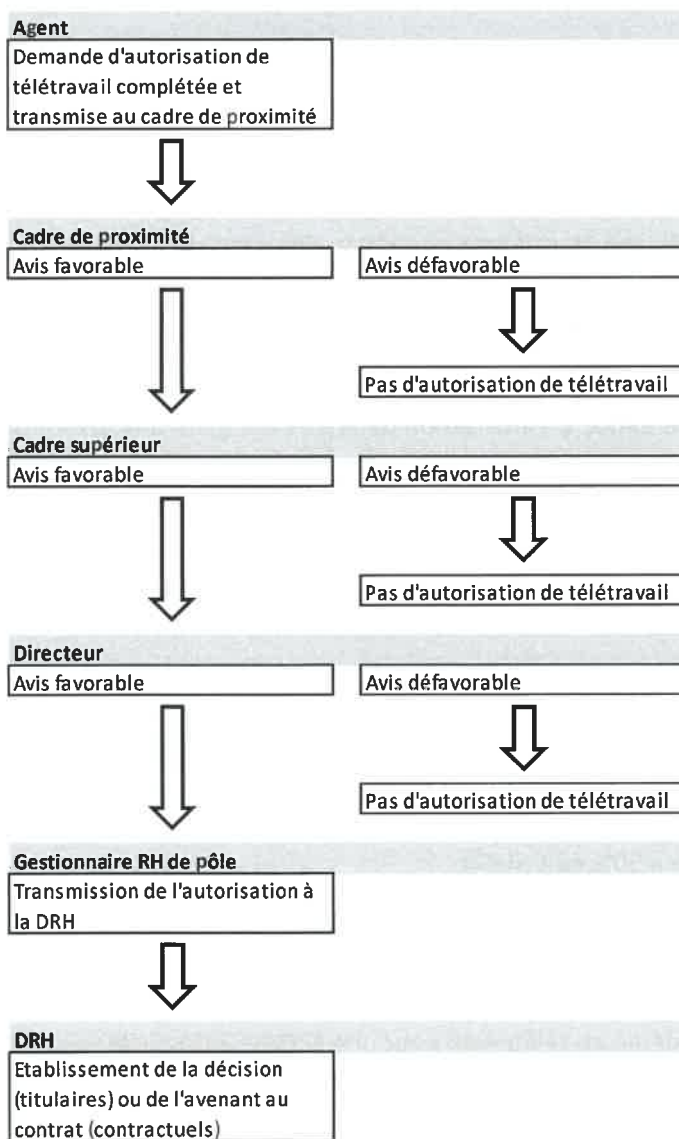 Agent
Demande d'autorisation de
télétravail complétée et
transmise au cadre de proximité
Cadre de proximité
Avis favorable
Avis défavorable
Pas d'autorisation de télétravail
Cadre supérieur
Avis favorable
Avis défavorable
Pas d'autorisation de télétravail
Directeur
Avis favorable
Avis défavorable
Pas d'autorisation de télétravail
Gestionnaire RH de pôle
Transmission de l'autorisation à
la DRH
DRH
Etablissement de la décision
(titulaires) ou de l'avenant au
contrat (contractuels)